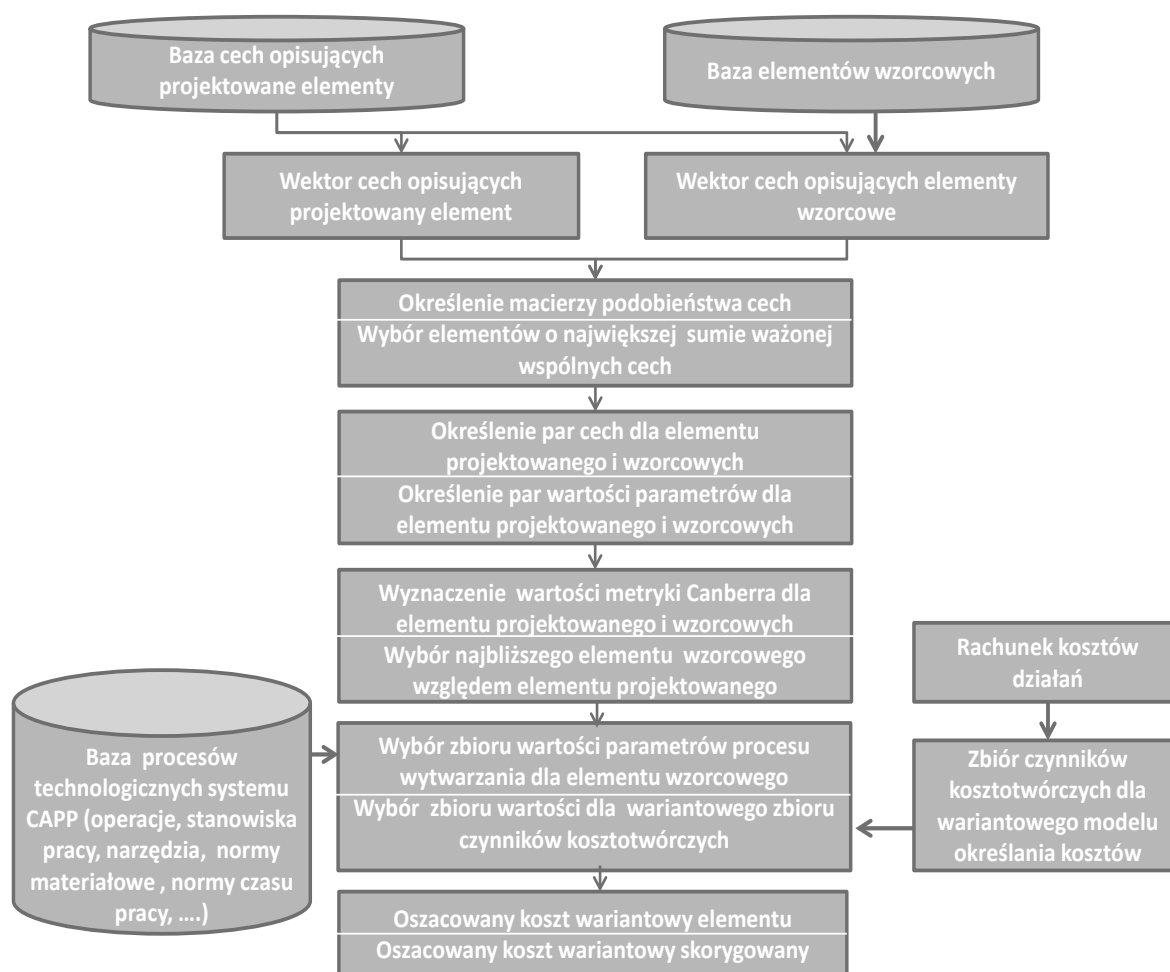 Baza cech opisujących
projektowane elementy
Baza elementów wzorcowych
Wektor cech opisujących
projektowany element
Wektor cech opisujących elementy
wzorcowe
Określenie macierzy podobieństwa cech
Wybór elementów o największej sumie ważonej
wspólnych cech
Określenie par cech dla elementu
projektowanego i wzorcowych
Określenie par wartości parametrów dla
elementu projektowanego i wzorcowych
Wyznaczenie wartości metryki Canberra dla
elementu projektowanego i wzorcowych
Wybór najbliższego elementu wzorcowego
względem elementu projektowanego
Rachunek kosztów
działań
Baza procesów
technologicznych systemu
CAPP (operacje, stanowiska
pracy, narzędzia, normy
materiałowe , normy czasu
pracy, ....)
Wybór zbioru wartości parametrów procesu
wytwarzania dla elementu wzorcowego
Wybór zbioru wartości dla wariantowego zbioru
czynników kosztotwórczych
Zbiór czynników
kosztotwórczych dla
wariantowego modelu
określania kosztów
Oszacowany koszt wariantowy elementu
Oszacowany koszt wariantowy skorygowany